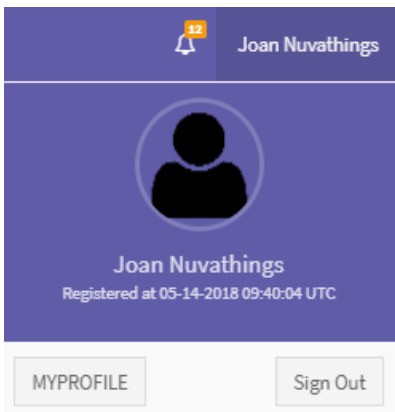 12
Joan Nuvathings
Joan Nuvathings
Registered at 05-14-2018 09:40:04 UTC
MYPROFILE
Sign Out